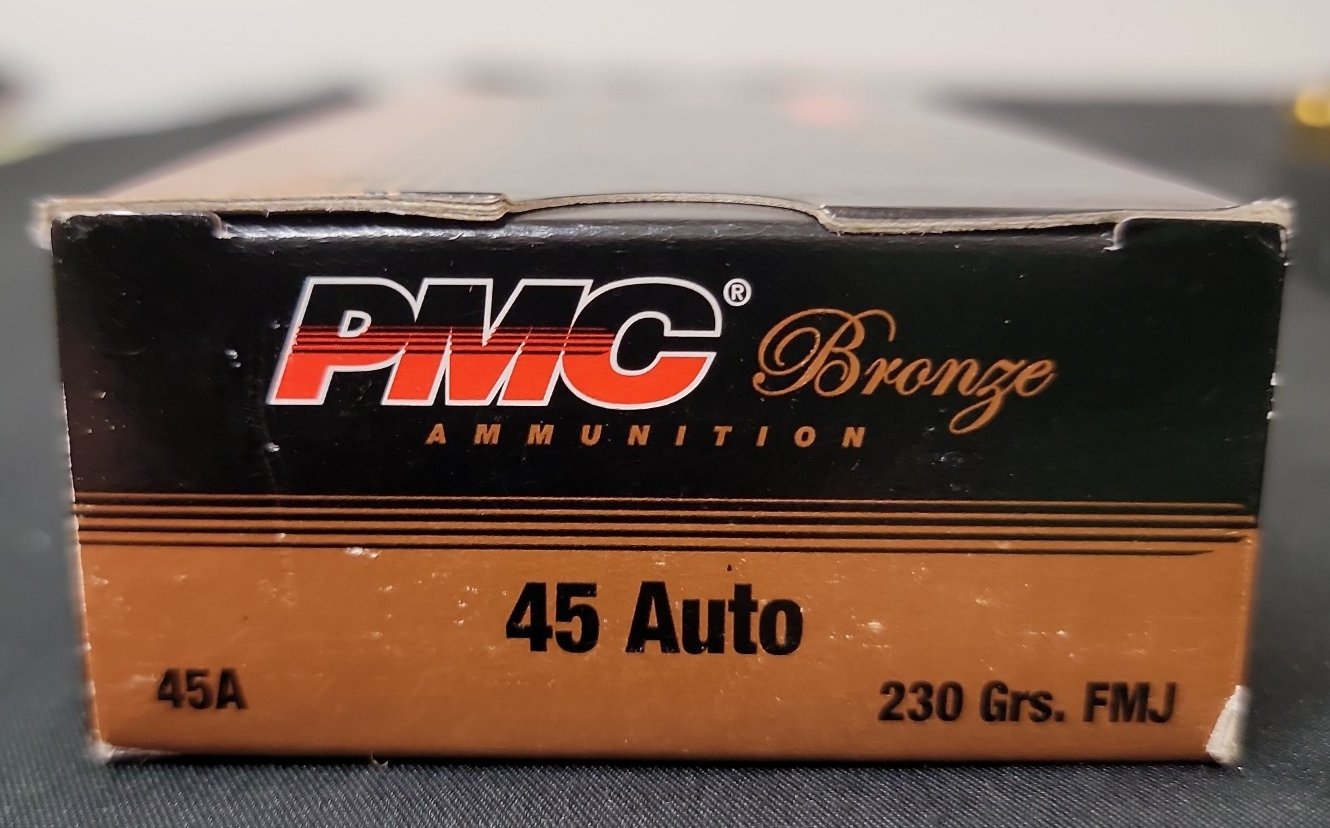 PMC® Bronze
AMMUNITION
45 Auto
45A 230 Grs. FMJ